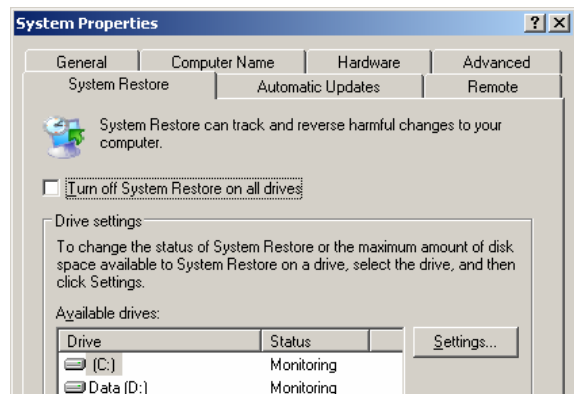 System Properties
General Computer Name Hardware Advanced
System Restore Automatic Updates Remote
System Restore can track and reverse harmful changes to your
computer.
Turn off System Restore on all drives
Drive settings
To change the status of System Restore or the maximum amount of disk
space available to System Restore on a drive, select the drive, and then
click Settings.
Available drives:
Drive Status Settings...
(C:) Monitoring
Data (D:) Monitoring